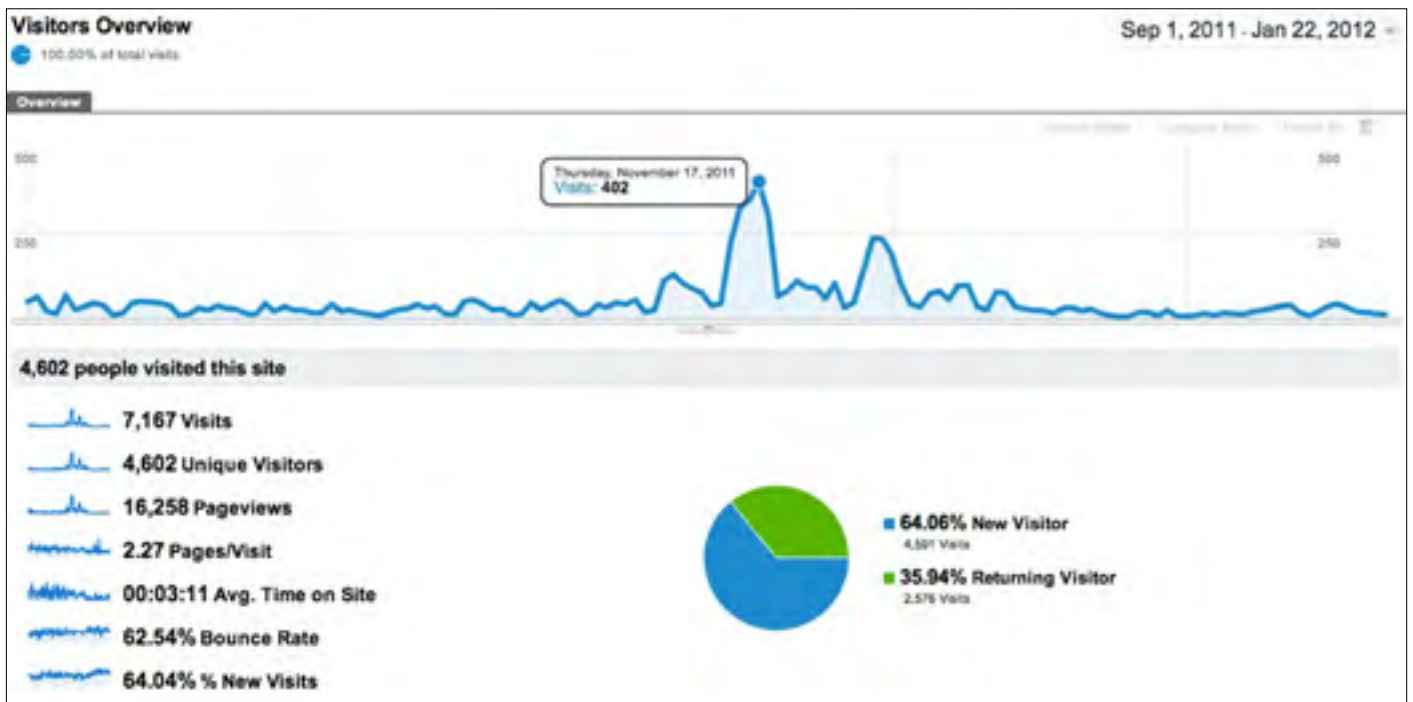 Visitors Overview
Sep 1, 2011 - Jan 22, 2012
100.00% of total visits
Overview
500
500
Thursday, November 17, 2011
Visits: 402
250
250
4,602 people visited this site
7,167 Visits
4,602 Unique Visitors
16,258 Pageviews
2.27 Pages/Visit
00:03:11 Avg. Time on Site
62.54% Bounce Rate
64.04% % New Visits
64.06% New Visitor
4,591 Visits
35.94% Returning Visitor
2,576 Visits